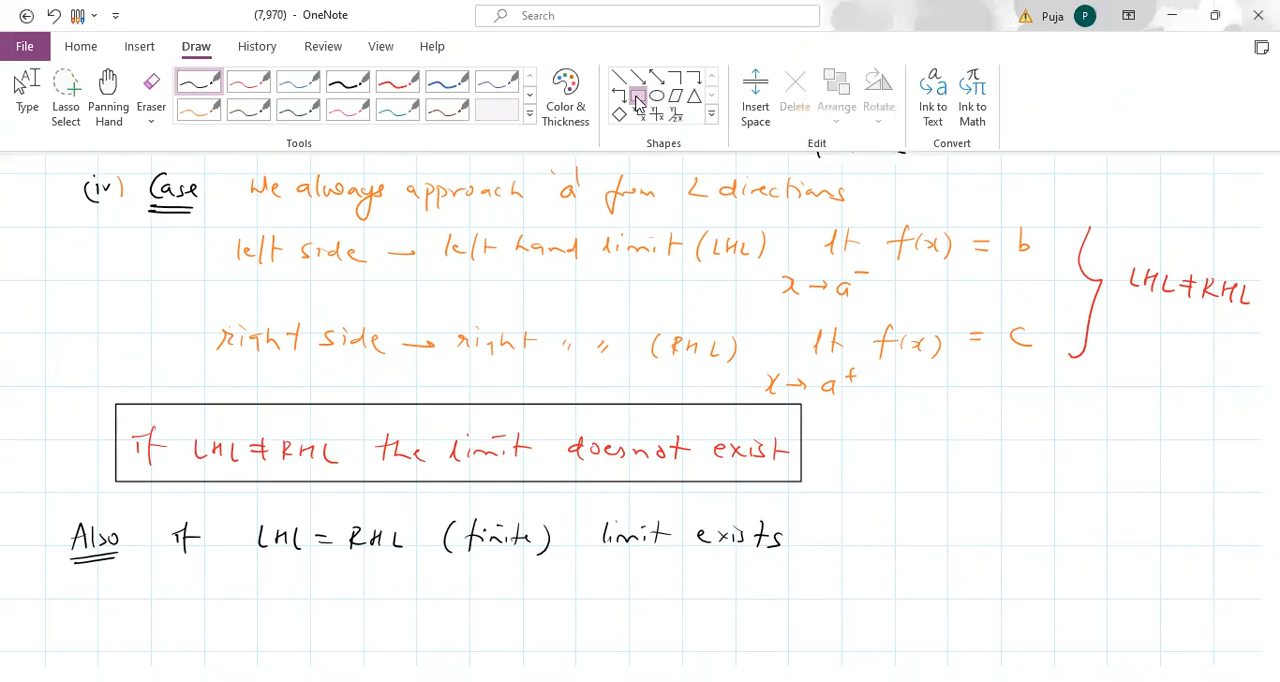 (7,970) - OneNote
Search
Puja P
File Home Insert Draw History Review View Help
Type Lasso Select Panning Hand Eraser Color & Thickness Insert Space Delete Arrange Rotate Ink to Text Ink to Math
Tools Shapes Edit Convert
(iv) Case We always approach 'a' from 2 directions
left side → left hand limit (LHL) lt f(x) = b
x → a⁻
LHL ≠ RHL
right side → right " " (RHL) lt f(x) = c
x → a⁺
If LHL ≠ RHL the limit doesnot exist
Also if LHL = RHL (finite) limit exists